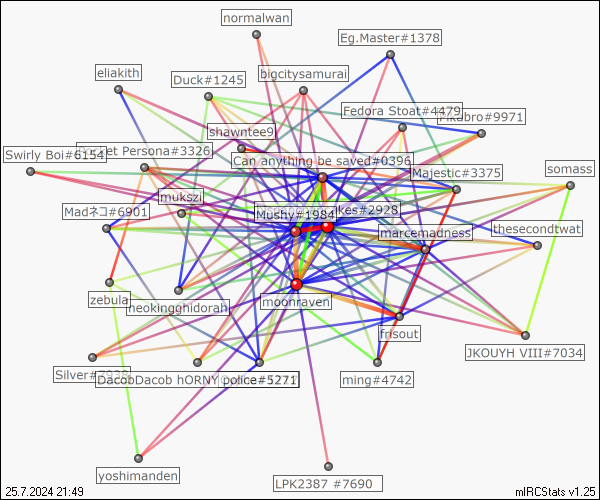 normalwan
Eg.Master#1378
eliakith
Duck#1245
bigcitysamurai
Fedora Stoat#4479
#9971
shawntee9
Persona#3326
Swirly Boi#6154
Can anything be saved#0396
Majestic#3375
somass
mukszi
Madネコ#6901
Mushy#1984
kes#2928
marcemadness
thesecondtwat
zebula
neokingghidorah
moonraven
frisout
JKOUYH VIII#7034
Silver
DacobDacob hORNY
police#5271
ming#4742
yoshimanden
LPK2387 #7690
25.7.2024 21:49
mIRCStats v1.25